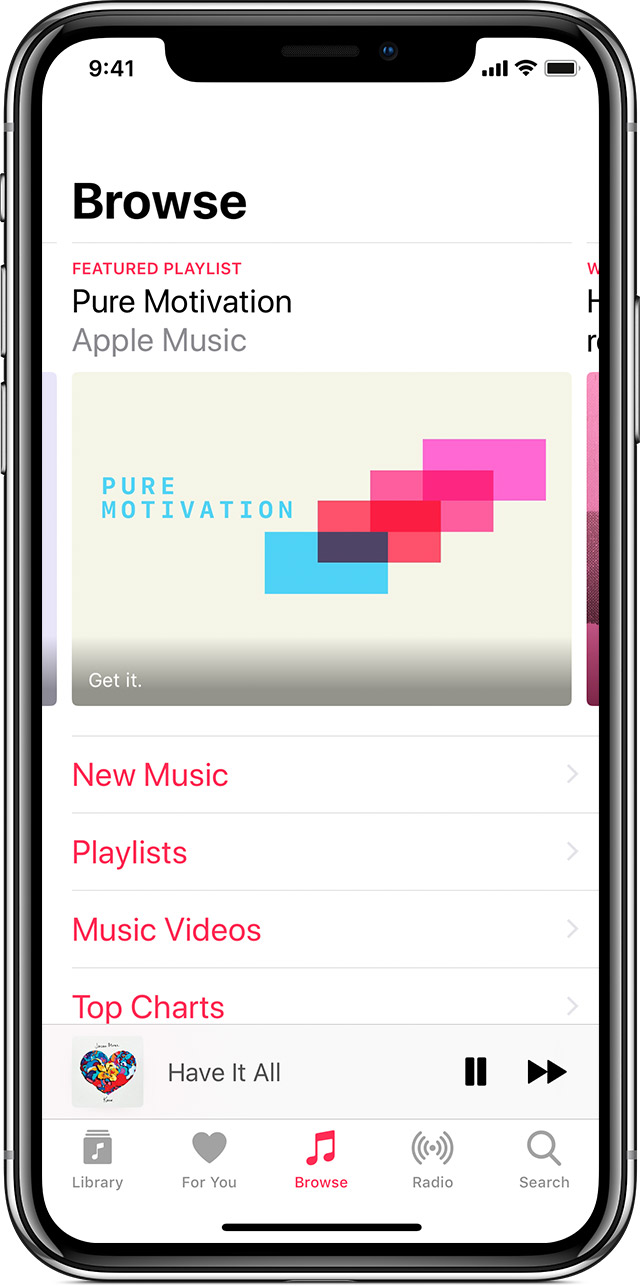 9:41
Browse
FEATURED PLAYLIST
Pure Motivation
Apple Music
PURE
MOTIVATION
Get it.
New Music
Playlists
Music Videos
Top Charts
Have It All
Library
For You
Browse
Radio
Search